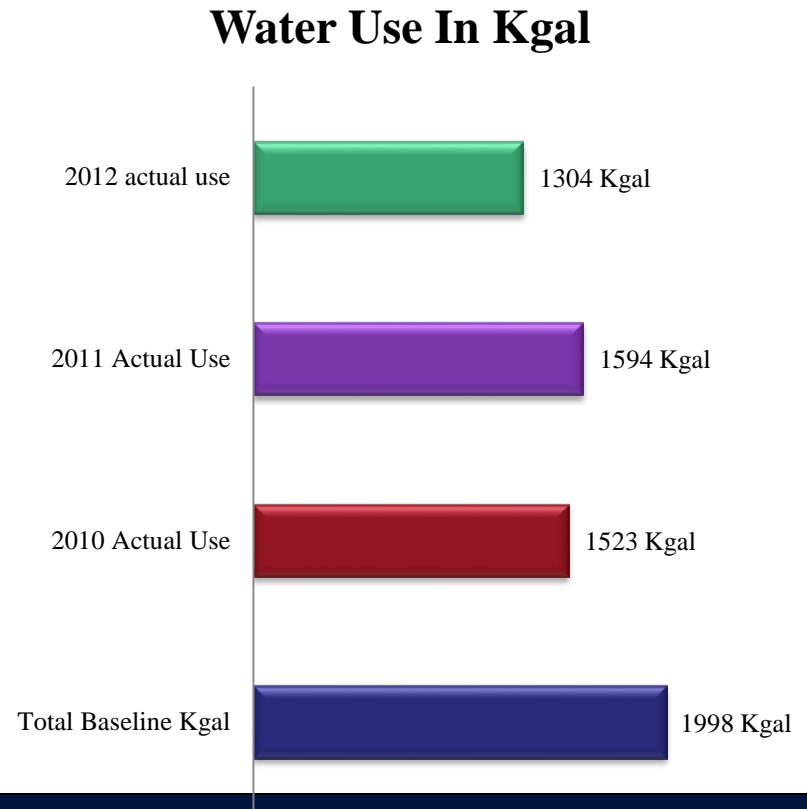 Water Use In Kgal
2012 actual use
1304 Kgal
2011 Actual Use
1594 Kgal
2010 Actual Use
1523 Kgal
Total Baseline Kgal
1998 Kgal